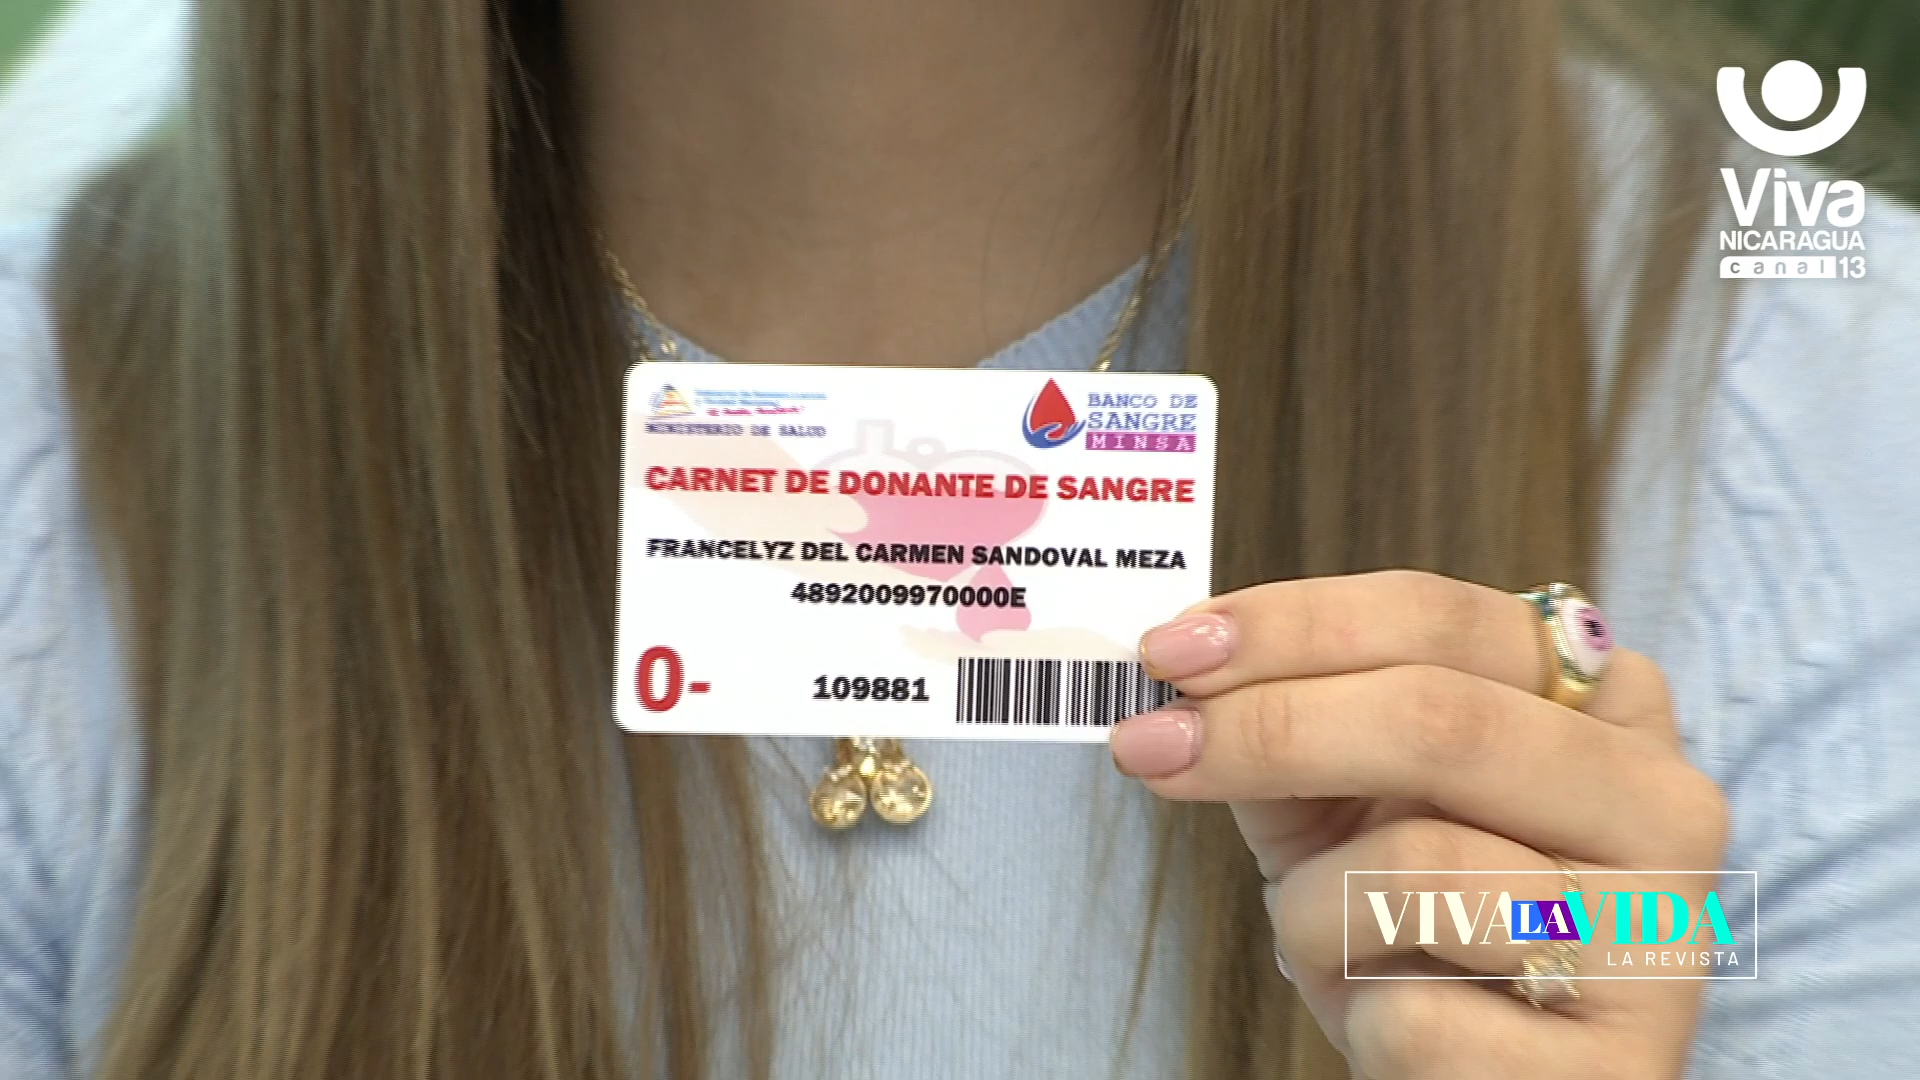 Viva
NICARAGUA
canal 13
MINISTERIO DE SALUD
BANCO DE
SANGRE
MINSA
CARNET DE DONANTE DE SANGRE
FRANCELYZ DEL CARMEN SANDOVAL MEZA
4892009970000E
O-
109881
VIVA LA VIDA
LA REVISTA